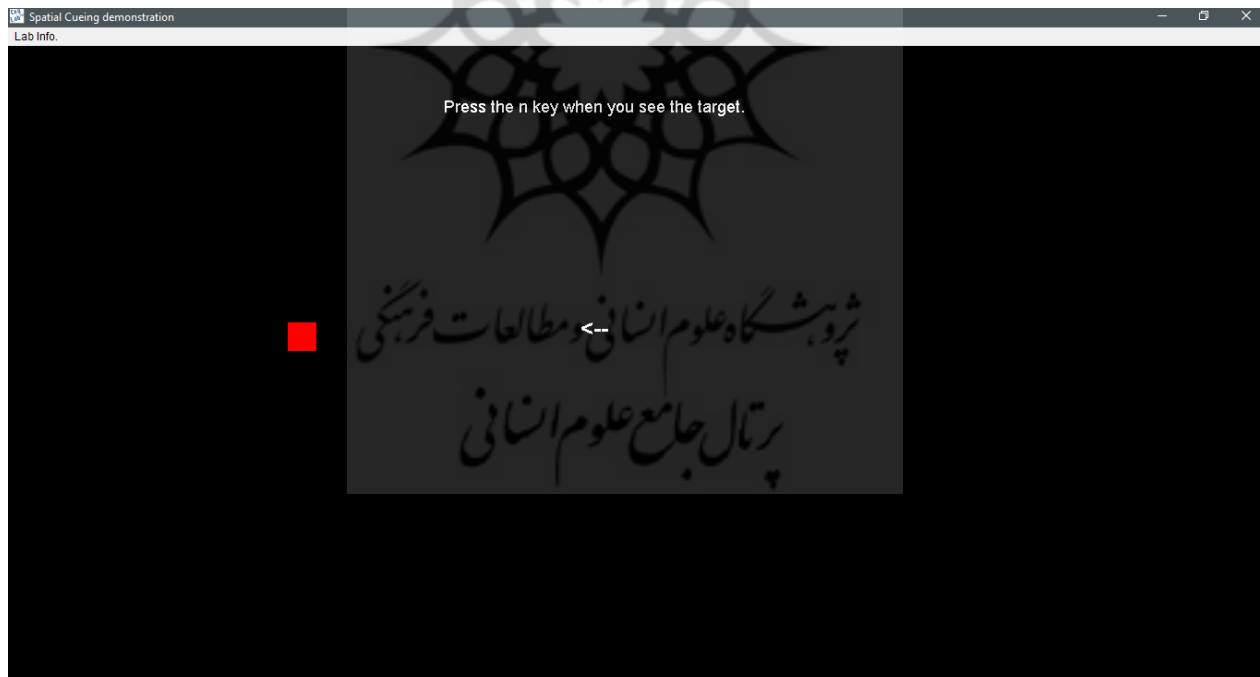 Spatial Cueing demonstration
Lab Info.
Press the n key when you see the target.
<--
پژوهشگاه علوم انسانی و مطالعات فرهنگی
پرتال جامع علوم انسانی